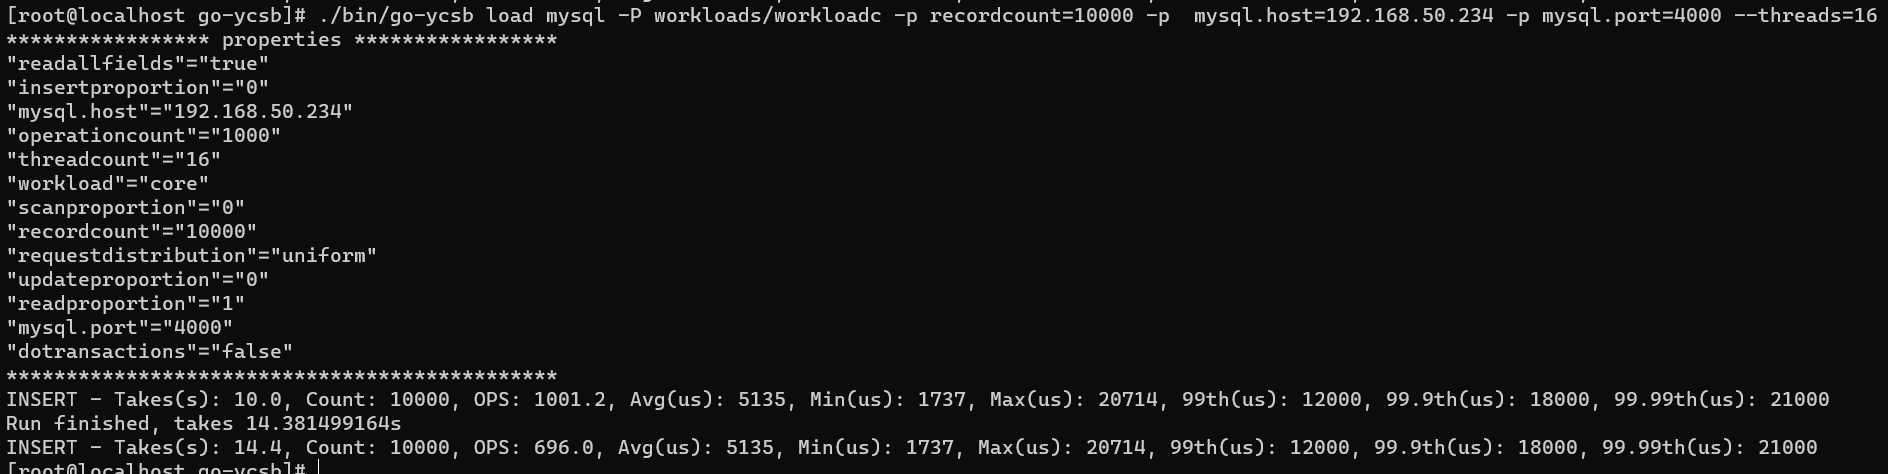 [root@localhost go-ycsb]# ./bin/go-ycsb load mysql -P workloads/workloadc -p recordcount=10000 -p  mysql.host=192.168.50.234 -p mysql.port=4000 --threads=16
***************** properties *****************
"readallfields"="true"
"insertproportion"="0"
"mysql.host"="192.168.50.234"
"operationcount"="1000"
"threadcount"="16"
"workload"="core"
"scanproportion"="0"
"recordcount"="10000"
"requestdistribution"="uniform"
"updateproportion"="0"
"readproportion"="1"
"mysql.port"="4000"
"dotransactions"="false"
**********************************************
INSERT - Takes(s): 10.0, Count: 10000, OPS: 1001.2, Avg(us): 5135, Min(us): 1737, Max(us): 20714, 99th(us): 12000, 99.9th(us): 18000, 99.99th(us): 21000
Run finished, takes 14.381499164s
INSERT - Takes(s): 14.4, Count: 10000, OPS: 696.0, Avg(us): 5135, Min(us): 1737, Max(us): 20714, 99th(us): 12000, 99.9th(us): 18000, 99.99th(us): 21000
[root@localhost go-ycsb]#